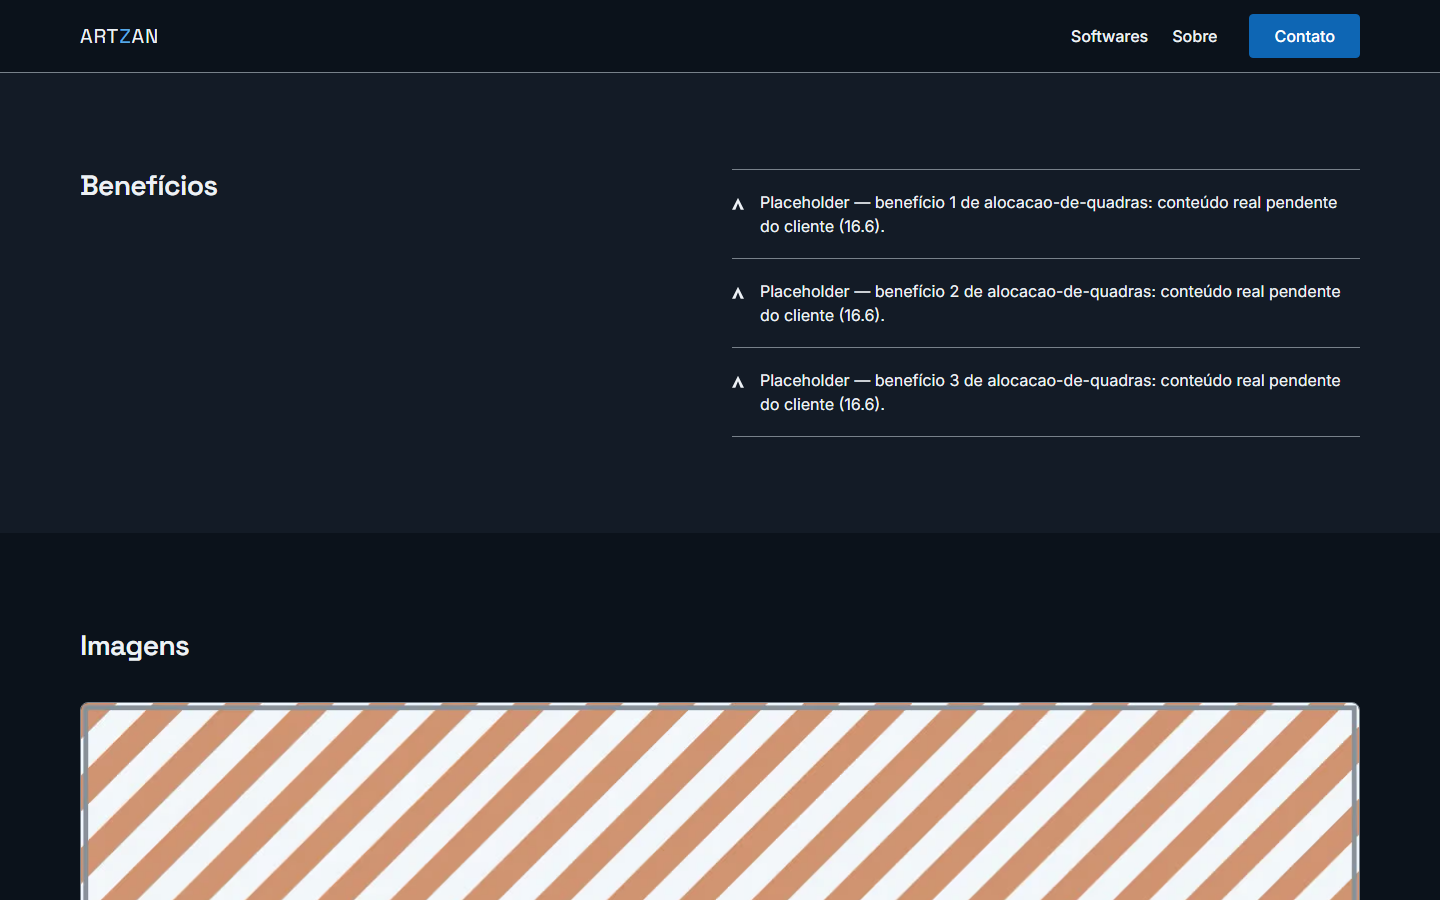 ARTZAN
Softwares
Sobre
Contato
Benefícios
Placeholder — benefício 1 de alocacao-de-quadras: conteúdo real pendente
do cliente (16.6).
Placeholder — benefício 2 de alocacao-de-quadras: conteúdo real pendente
do cliente (16.6).
Placeholder — benefício 3 de alocacao-de-quadras: conteúdo real pendente
do cliente (16.6).
Imagens